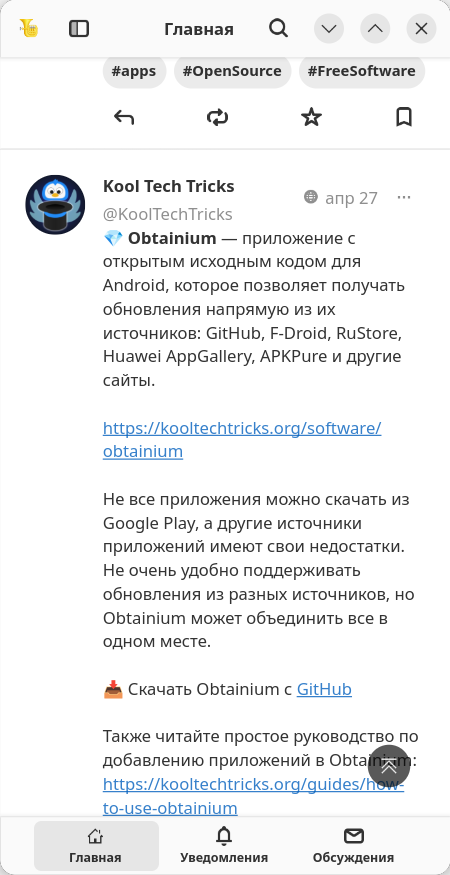 Главная
#apps #OpenSource #FreeSoftware
Kool Tech Tricks
@KoolTechTricks
апр 27
💎 Obtainium — приложение с
открытым исходным кодом для
Android, которое позволяет получать
обновления напрямую из их
источников: GitHub, F-Droid, RuStore,
Huawei AppGallery, APKPure и другие
сайты.
https://kooltechtricks.org/software/
obtainium
Не все приложения можно скачать из
Google Play, а другие источники
приложений имеют свои недостатки.
Не очень удобно поддерживать
обновления из разных источников, но
Obtainium может объединить все в
одном месте.
📥 Скачать Obtainium с GitHub
Также читайте простое руководство по
добавлению приложений в Obtainium:
https://kooltechtricks.org/guides/how-
to-use-obtainium
Главная Уведомления Обсуждения